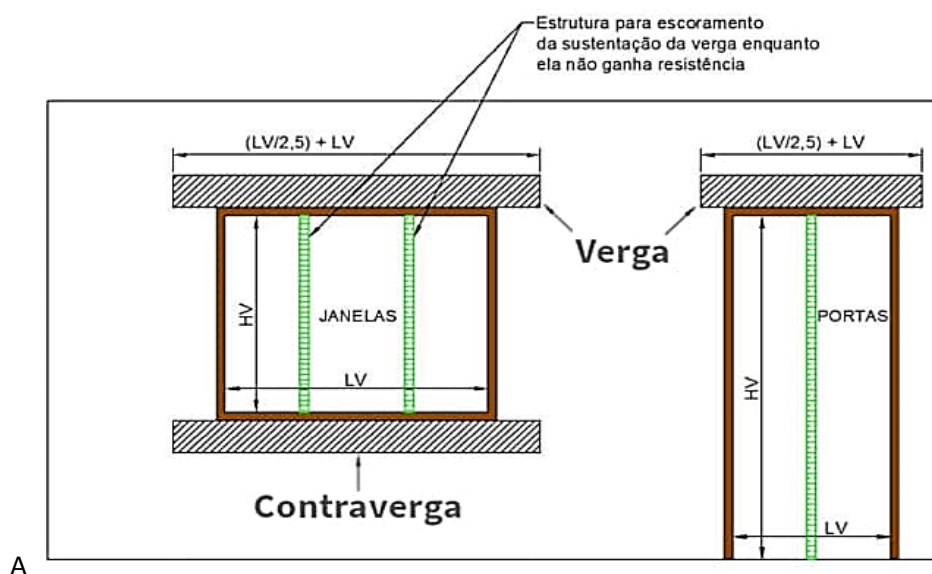 Estrutura para escoramento
da sustentação da verga enquanto
ela não ganha resistência
(LV/2,5) + LV
(LV/2,5) + LV
Verga
HV
JANELAS
LV
HV
PORTAS
LV
Contraverga
A